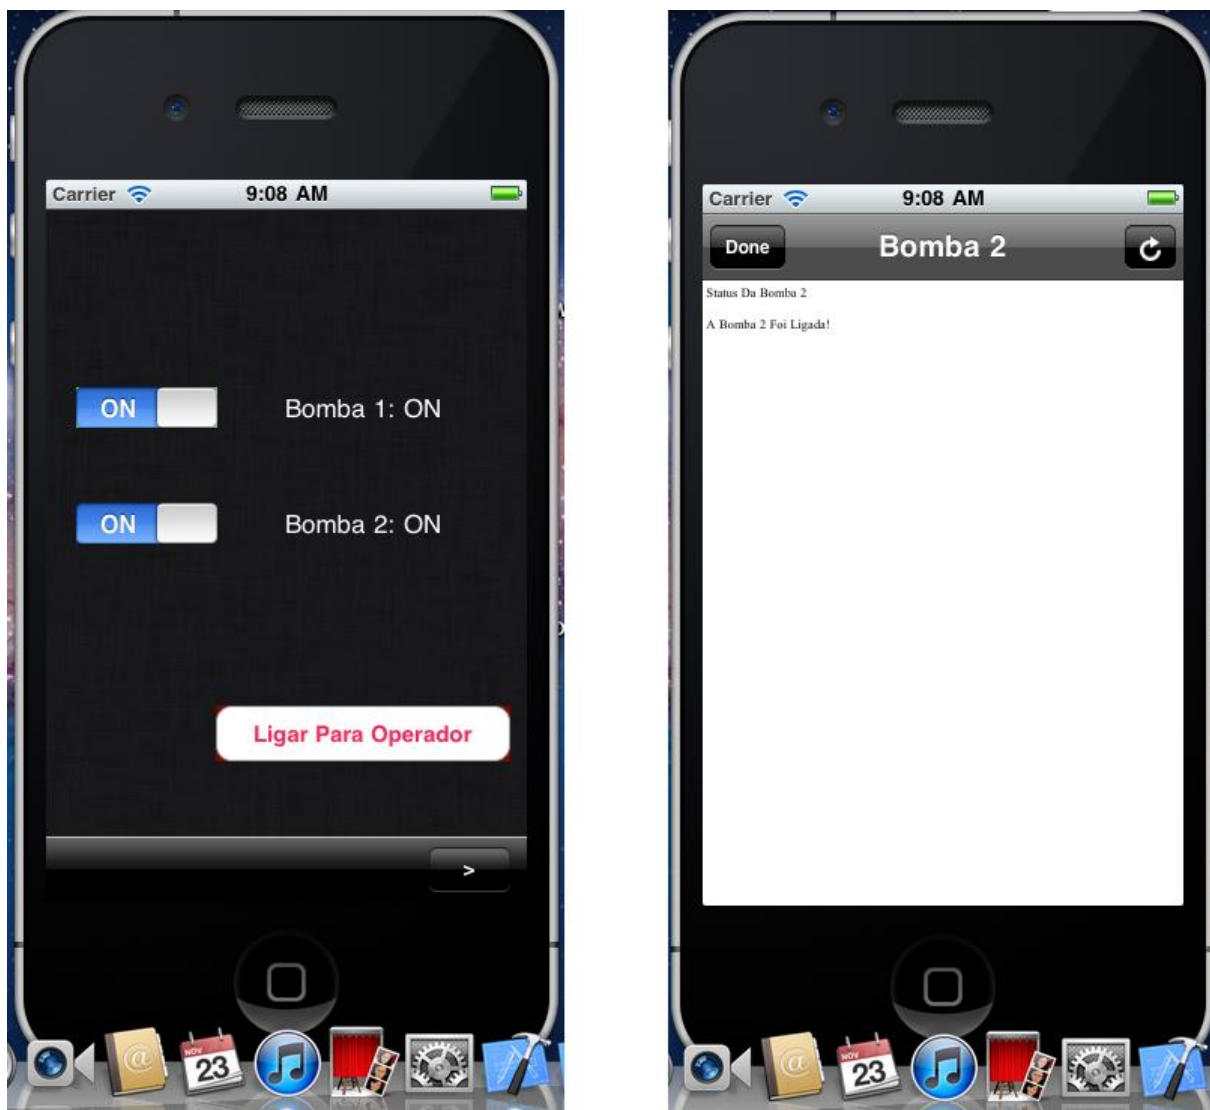 Carrier 9:08 AM
ON Bomba 1: ON
ON Bomba 2: ON
Ligar Para Operador
>
NOV
23
Carrier 9:08 AM
Done Bomba 2
Status Da Bomba 2
A Bomba 2 Foi Ligada!
NOV
23